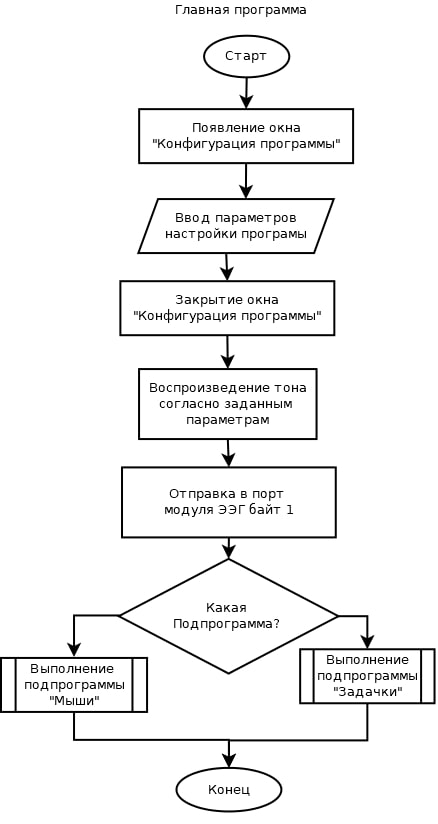 Главная программа
Старт
Появление окна
"Конфигурация программы"
Ввод параметров
настройки програмы
Закрытие окна
"Конфигурация программы"
Воспроизведение тона
согласно заданным
параметрам
Отправка в порт
модуля ЭЭГ байт 1
Какая
Подпрограмма?
Выполнение
подпрограммы
"Мыши"
Выполнение
подпрограммы
"Задачки"
Конец